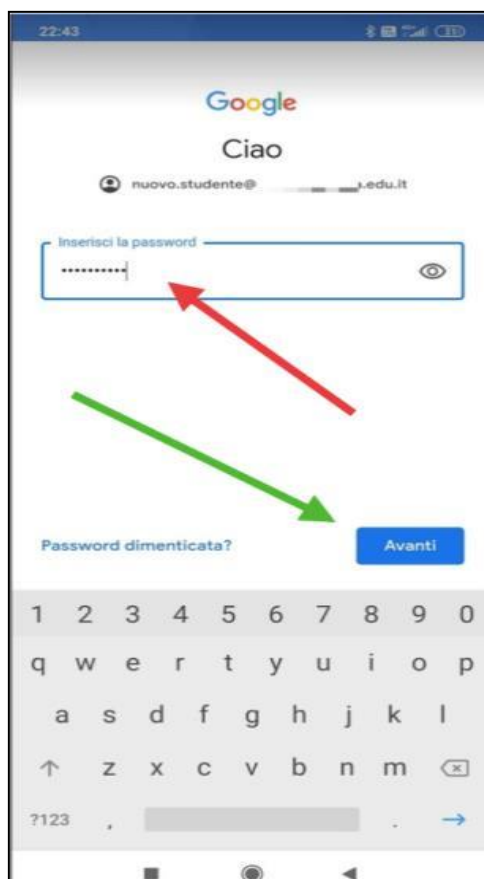 22:43
Google
Ciao
nuovo.studente@ .edu.it
Inserisci la password
••••••••••
Password dimenticata?
Avanti
1 2 3 4 5 6 7 8 9 0
q w e r t y u i o p
a s d f g h j k l
z x c v b n m
?123 , .